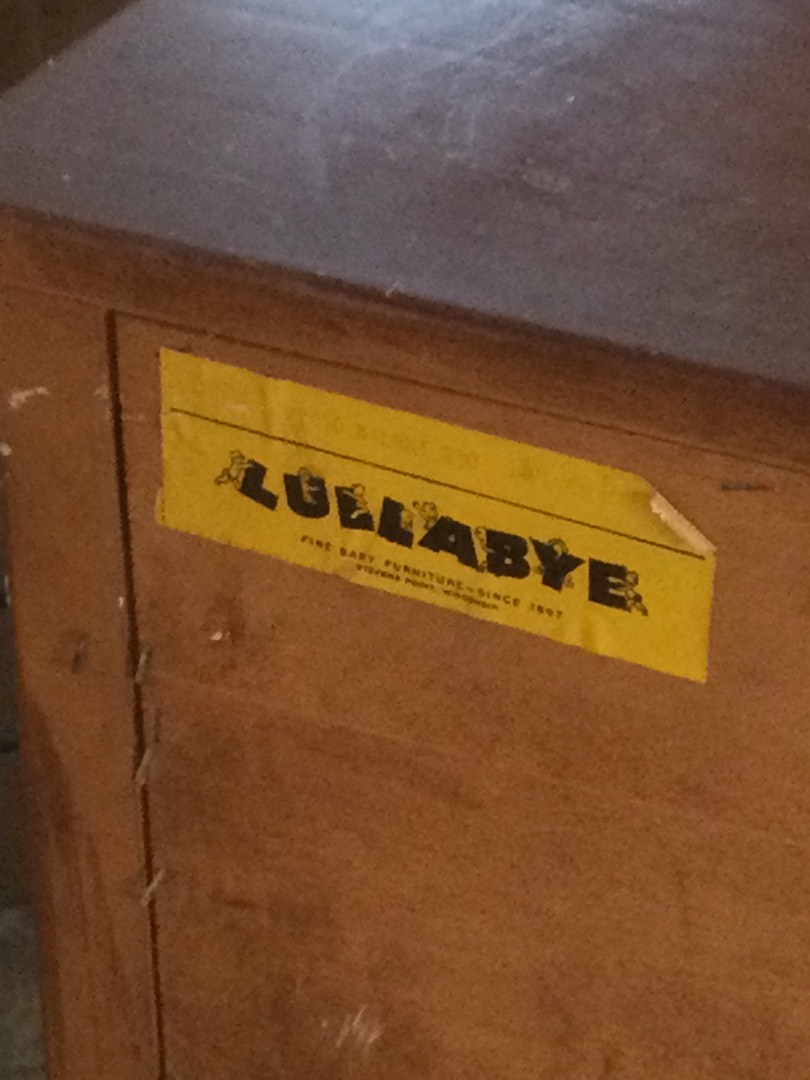 LULLABYE
FINE BABY FURNITURE—SINCE 1897
STEVENS POINT, WISCONSIN